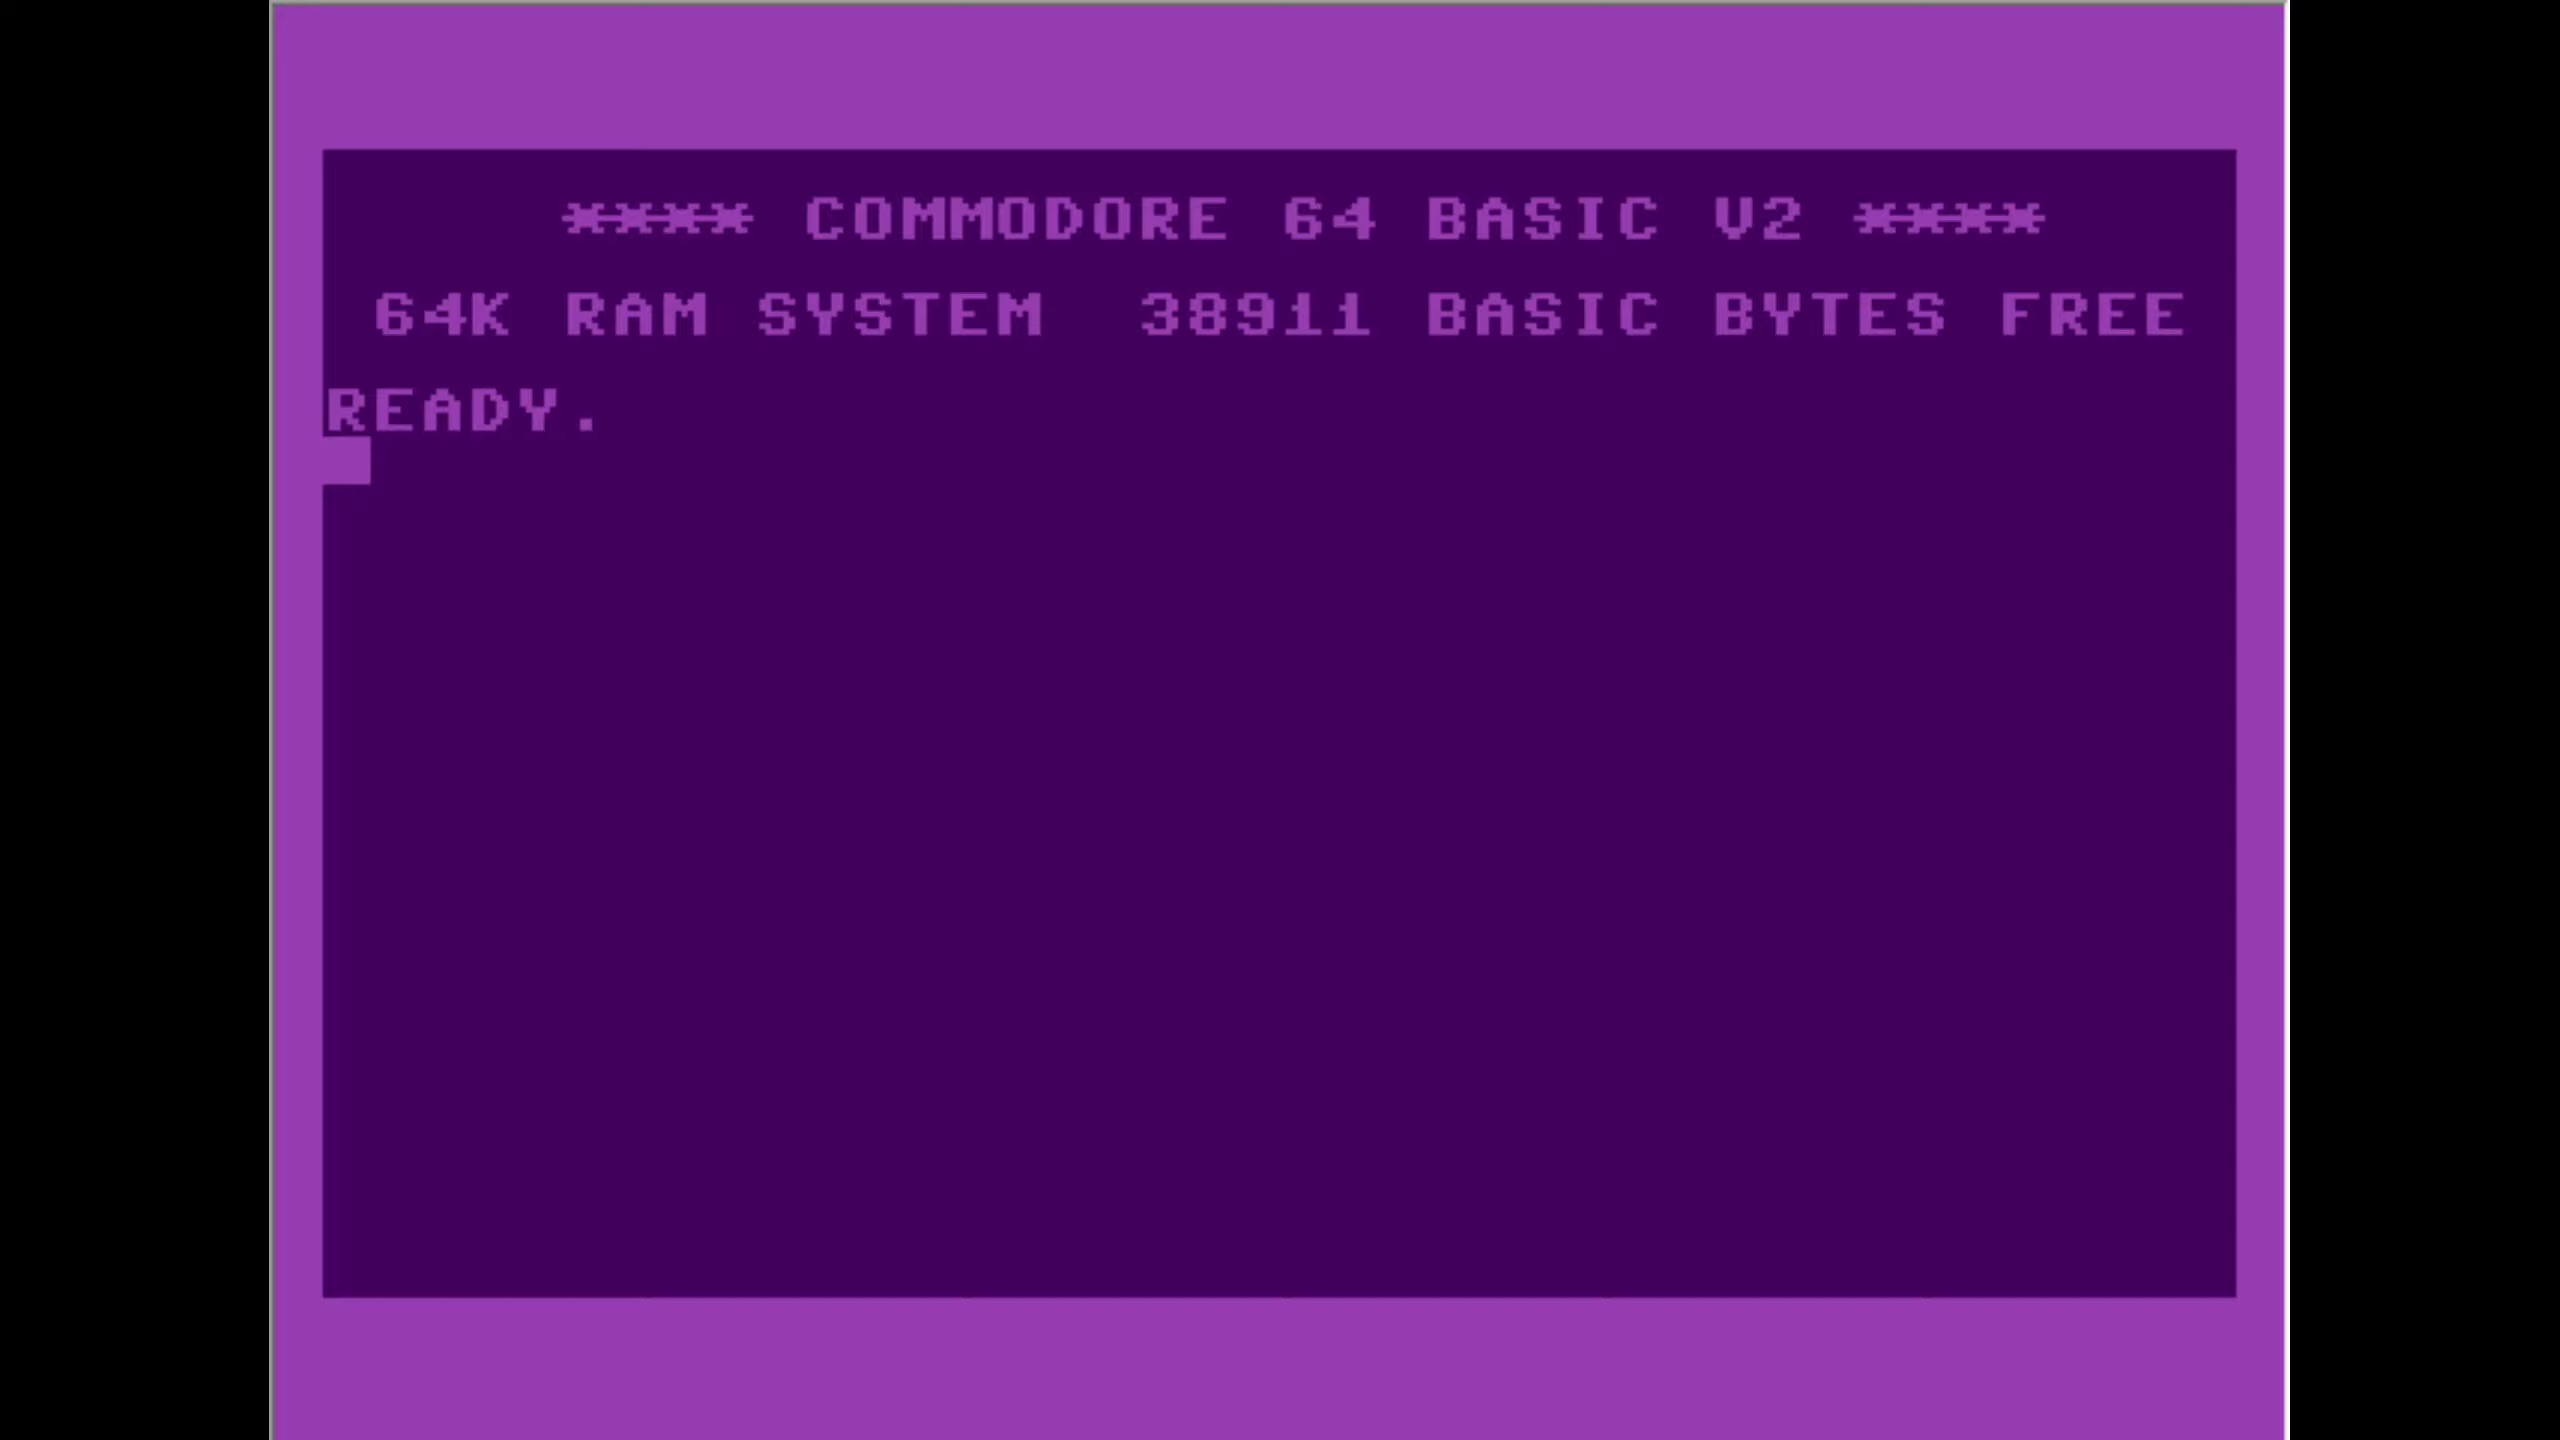 **** COMMODORE 64 BASIC V2 ****
64K RAM SYSTEM  38911 BASIC BYTES FREE
READY.